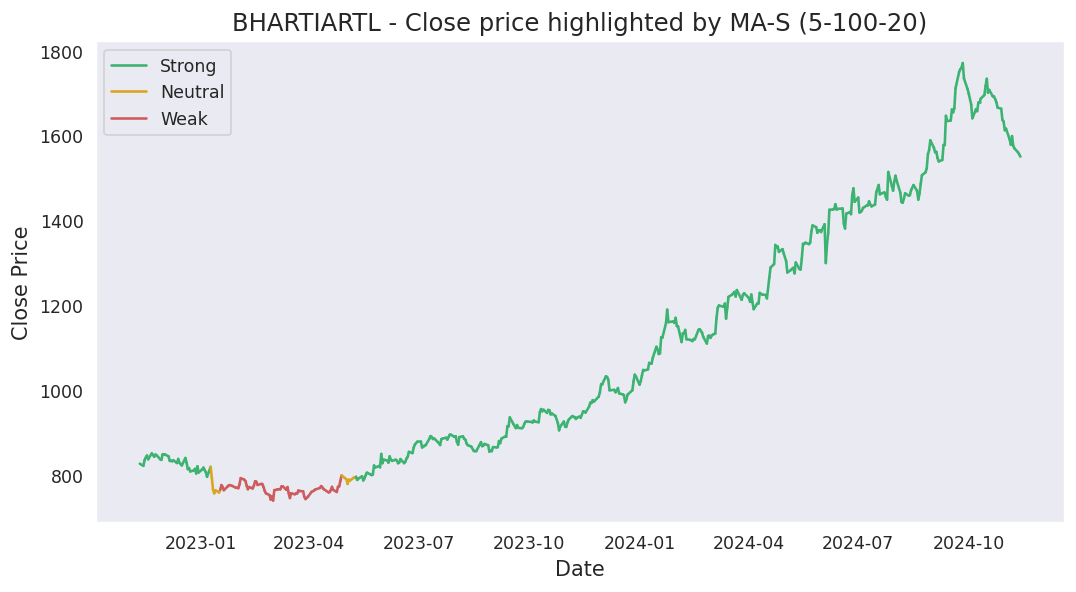 BHARTIARTL - Close price highlighted by MA-S (5-100-20)
Strong
Neutral
Weak
1800
1600
1400
1200
1000
800
Close Price
2023-01 2023-04 2023-07 2023-10 2024-01 2024-04 2024-07 2024-10
Date